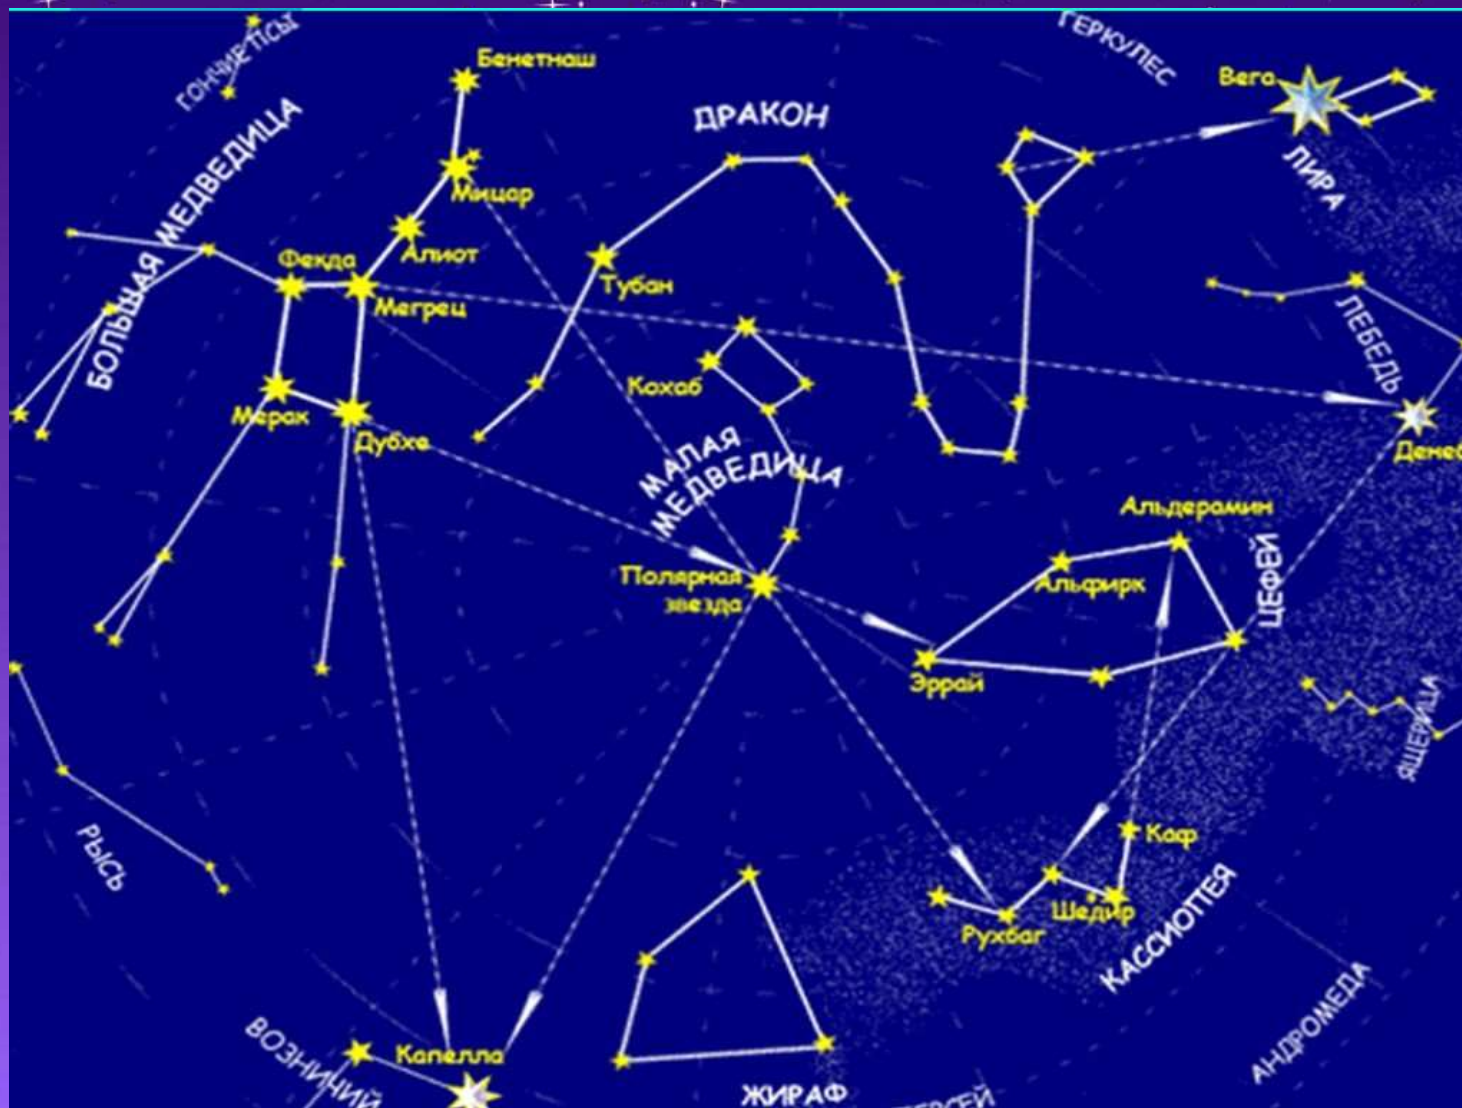 ГОНЧИЕ ПСЫ
Бенетнаш
ГЕРКУЛЕС
Вега
ДРАКОН
БОЛЬШАЯ МЕДВЕДИЦА
Мицар
ЛИРА
Алиот
Фекда
Тубан
Мегрец
ЛЕБЕДЬ
Кохаб
Мерак
Дубхе
Денеб
МАЛАЯ
МЕДВЕДИЦА
Альдерамин
Полярная
звезда
Альфирк
ЦЕФЕЙ
Эррай
ЯЩЕРИЦА
РЫСЬ
Каф
Шедир
Рухбаг
КАССИОПЕЯ
АНДРОМЕДА
ВОЗНИЧИЙ
Капелла
ЖИРАФ